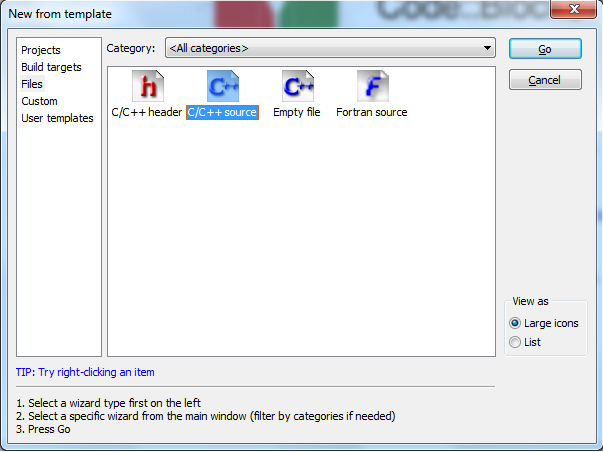 Code::Block
New from template
Projects
Build targets
Files
Custom
User templates
Category: <All categories>
C/C++ header
C/C++ source
Empty file
Fortran source
Go
Cancel
View as
Large icons
List
TIP: Try right-clicking an item
1. Select a wizard type first on the left
2. Select a specific wizard from the main window (filter by categories if needed)
3. Press Go